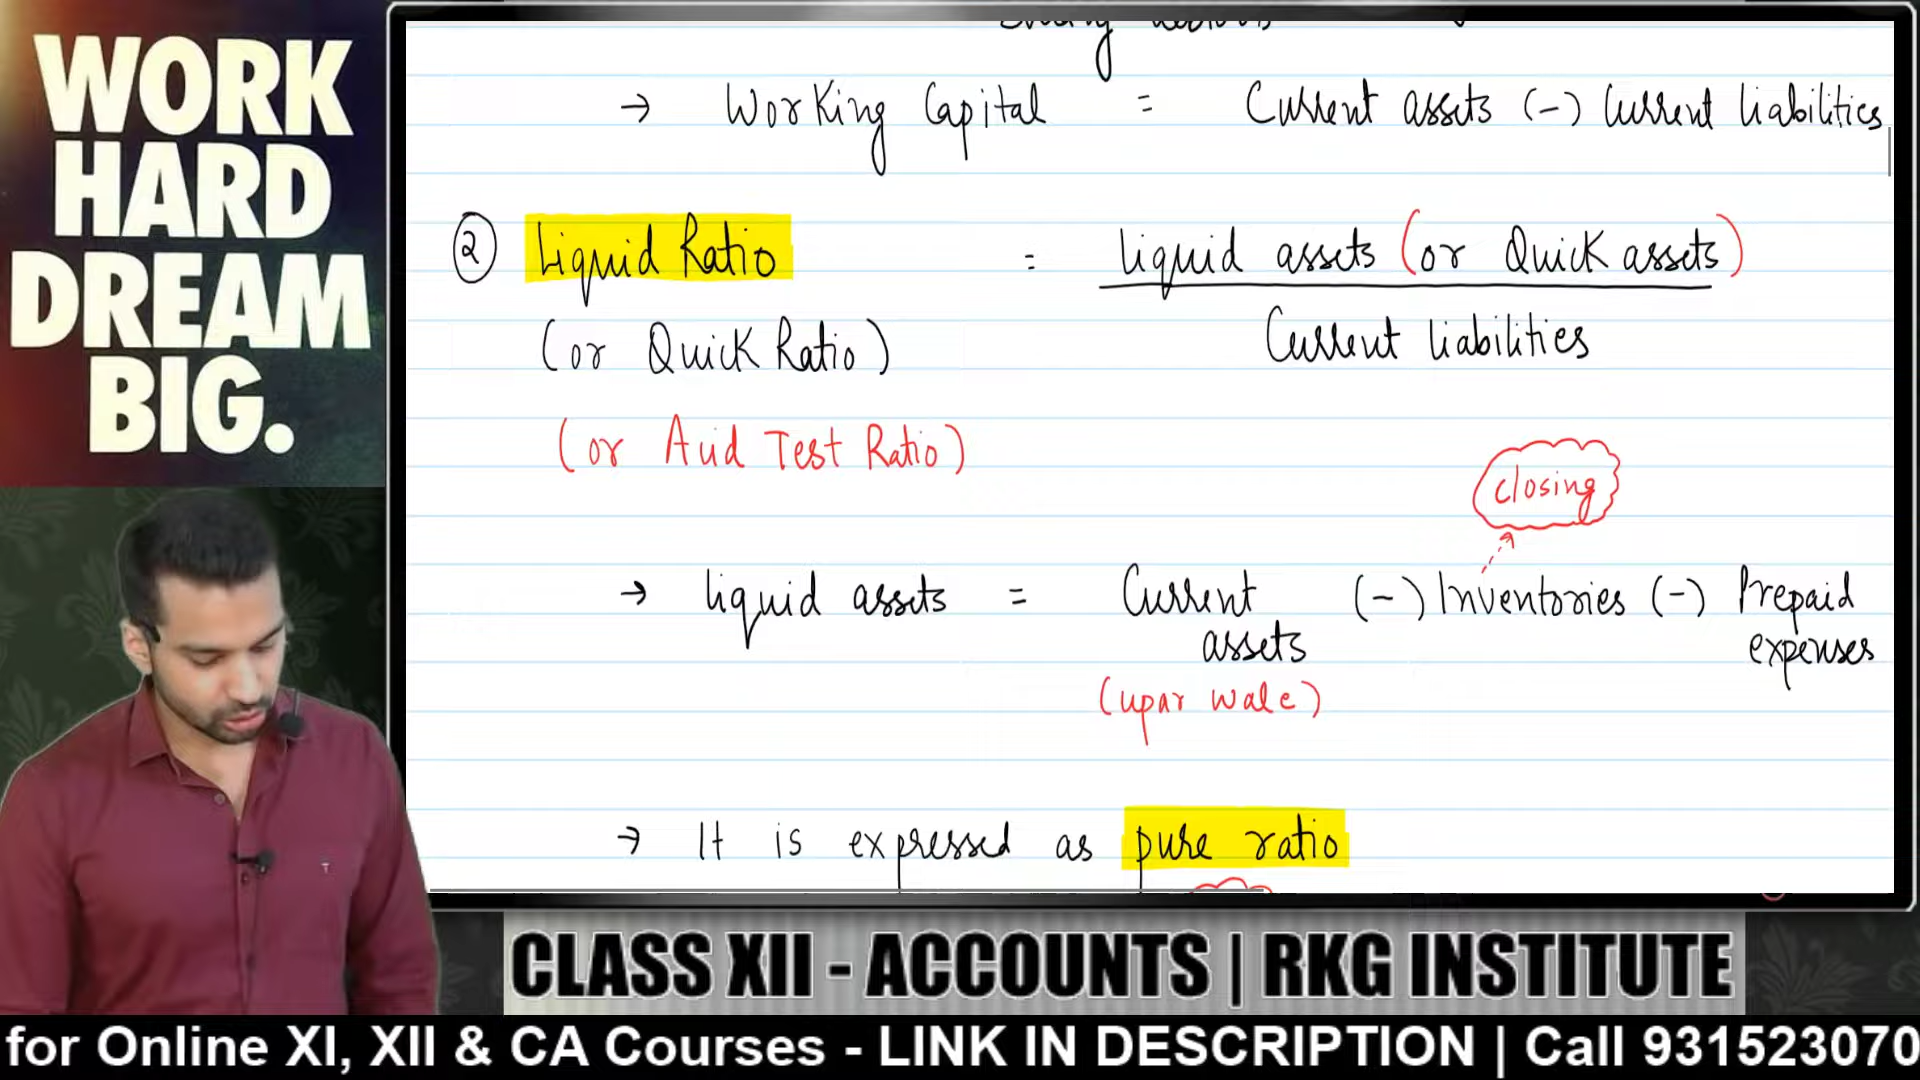 WORK
HARD
DREAM
BIG.
→ Working Capital = Current assets (-) Current liabilities
② Liquid Ratio = liquid assets (or Quick assets)
Current liabilities
(or Quick Ratio)
(or Acid Test Ratio)
closing
→ liquid assets = Current assets (-) Inventories (-) Prepaid expenses
(upar wale)
→ It is expressed as pure ratio
CLASS XII - ACCOUNTS | RKG INSTITUTE
for Online XI, XII & CA Courses - LINK IN DESCRIPTION | Call 931523070